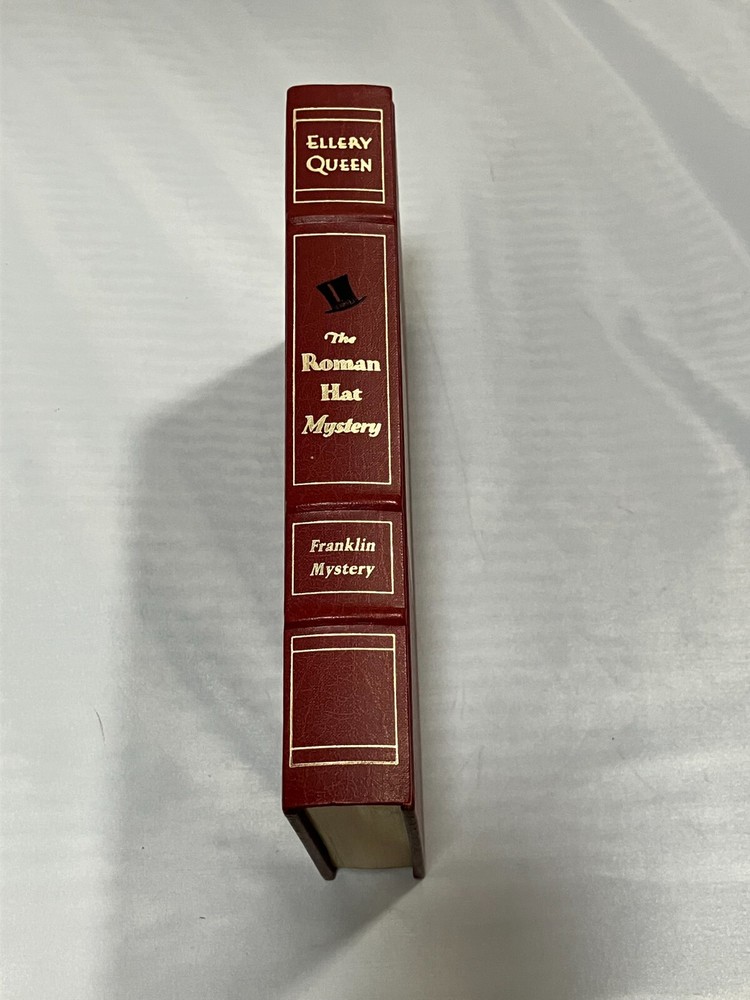 ELLERY
QUEEN
The
Roman
Hat
Mystery
Franklin
Mystery